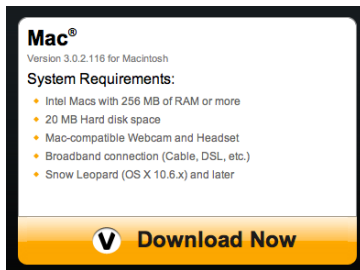 Mac®
Version 3.0.2.116 for Macintosh
System Requirements:
Intel Macs with 256 MB of RAM or more
20 MB Hard disk space
Mac-compatible Webcam and Headset
Broadband connection (Cable, DSL, etc.)
Snow Leopard (OS X 10.6.x) and later
V Download Now